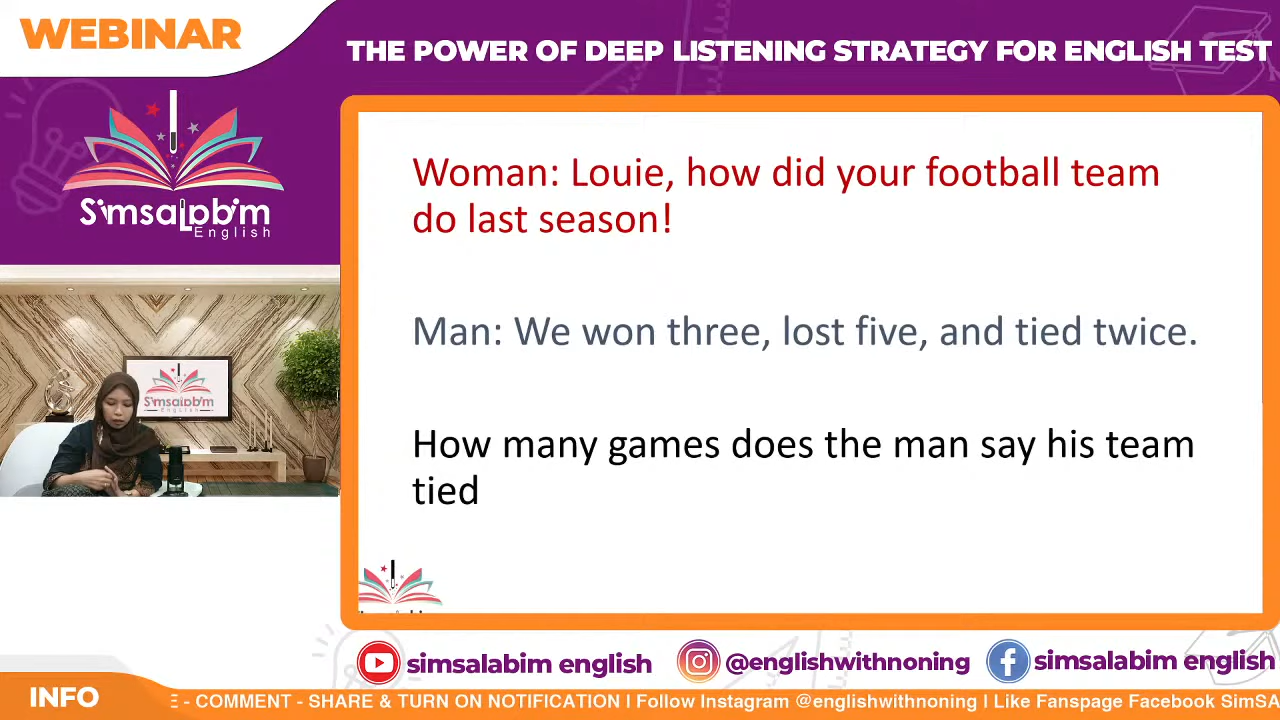 WEBINAR
THE POWER OF DEEP LISTENING STRATEGY FOR ENGLISH TEST
Simsalabim
English
Simsalabim
English
Woman: Louie, how did your football team
do last season!
Man: We won three, lost five, and tied twice.
How many games does the man say his team
tied
simsalabim english
@englishwithnoning
simsalabim english
INFO
E - COMMENT - SHARE & TURN ON NOTIFICATION I Follow Instagram @englishwithnoning I Like Fanspage Facebook SimSA